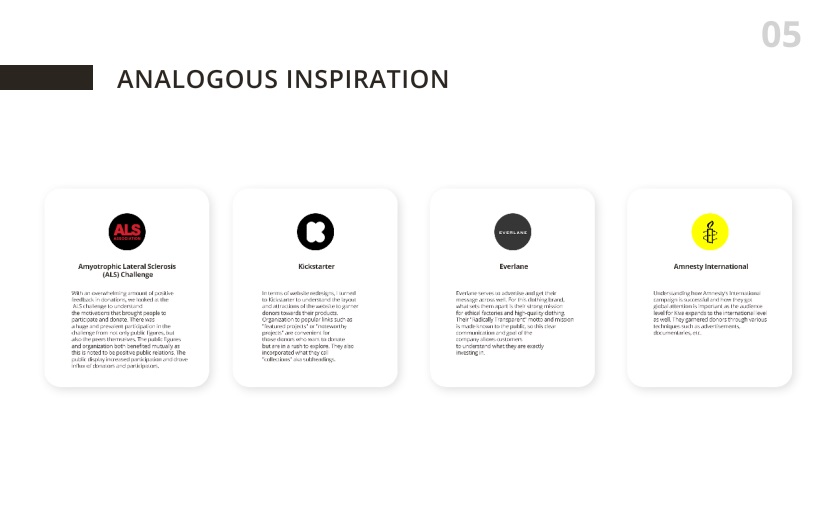 05
ANALOGOUS INSPIRATION
ALS
ASSOCIATION
Amyotrophic Lateral Sclerosis
(ALS) Challenge
With an overwhelming amount of positive
feedback in donations, we looked at the
ALS challenge to understand
the motivations that brought people to
participate and donate. There was
a huge and prevalent participation in the
challenge from not only public figures, but
also the peers themselves. The public figures
and organization both benefited mutually as
this is noted to be positive public relations. The
public display increased participation and drove
influx of donations and participators.
Kickstarter
In terms of website redesigns, I turned
to Kickstarter to understand the layout
and attractions of the website to garner
donors towards their products.
Organization to popular links such as
"featured projects" or "noteworthy
projects" are convenient for
those donors who want to donate
but are in a rush to explore. They also
incorporated what they call
"collections" aka subheadings.
EVERLANE
Everlane
Everlane serves to advertise and get their
message across well. For this clothing brand,
what sets them apart is their strong mission
for ethical factories and high-quality clothing.
Their "Radically Transparent" motto and mission
is made known to the public, so this clear
communication and goal of the
company allows customers
to understand what they are exactly
investing in.
Amnesty International
Understanding how Amnesty's International
campaign is successful and how they got
global attention is important as the audience
level for Kiva expands to the international level
as well. They garnered donors through various
techniques such as advertisements,
documentaries, etc.